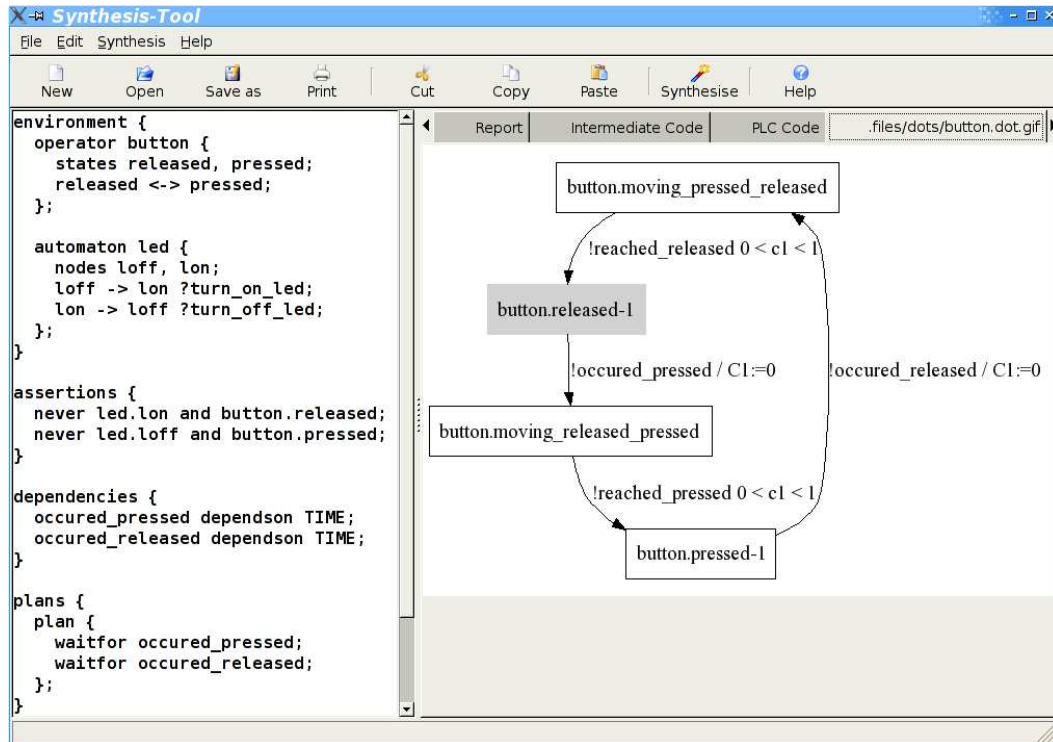 Synthesis-Tool
File Edit Synthesis Help
New Open Save as Print Cut Copy Paste Synthesise Help
environment {
operator button {
states released, pressed;
released <-> pressed;
};
automaton led {
nodes loff, lon;
loff -> lon ?turn_on_led;
lon -> loff ?turn_off_led;
};
}
assertions {
never led.lon and button.released;
never led.loff and button.pressed;
}
dependencies {
occured_pressed dependson TIME;
occured_released dependson TIME;
}
plans {
plan {
waitfor occured_pressed;
waitfor occured_released;
};
}
Report Intermediate Code PLC Code .files/dots/button.dot.gif
button.moving_pressed_released
!reached_released 0 < c1 < 1
button.released-1
!occured_pressed / C1:=0
!occured_released / C1:=0
button.moving_released_pressed
!reached_pressed 0 < c1 < 1
button.pressed-1